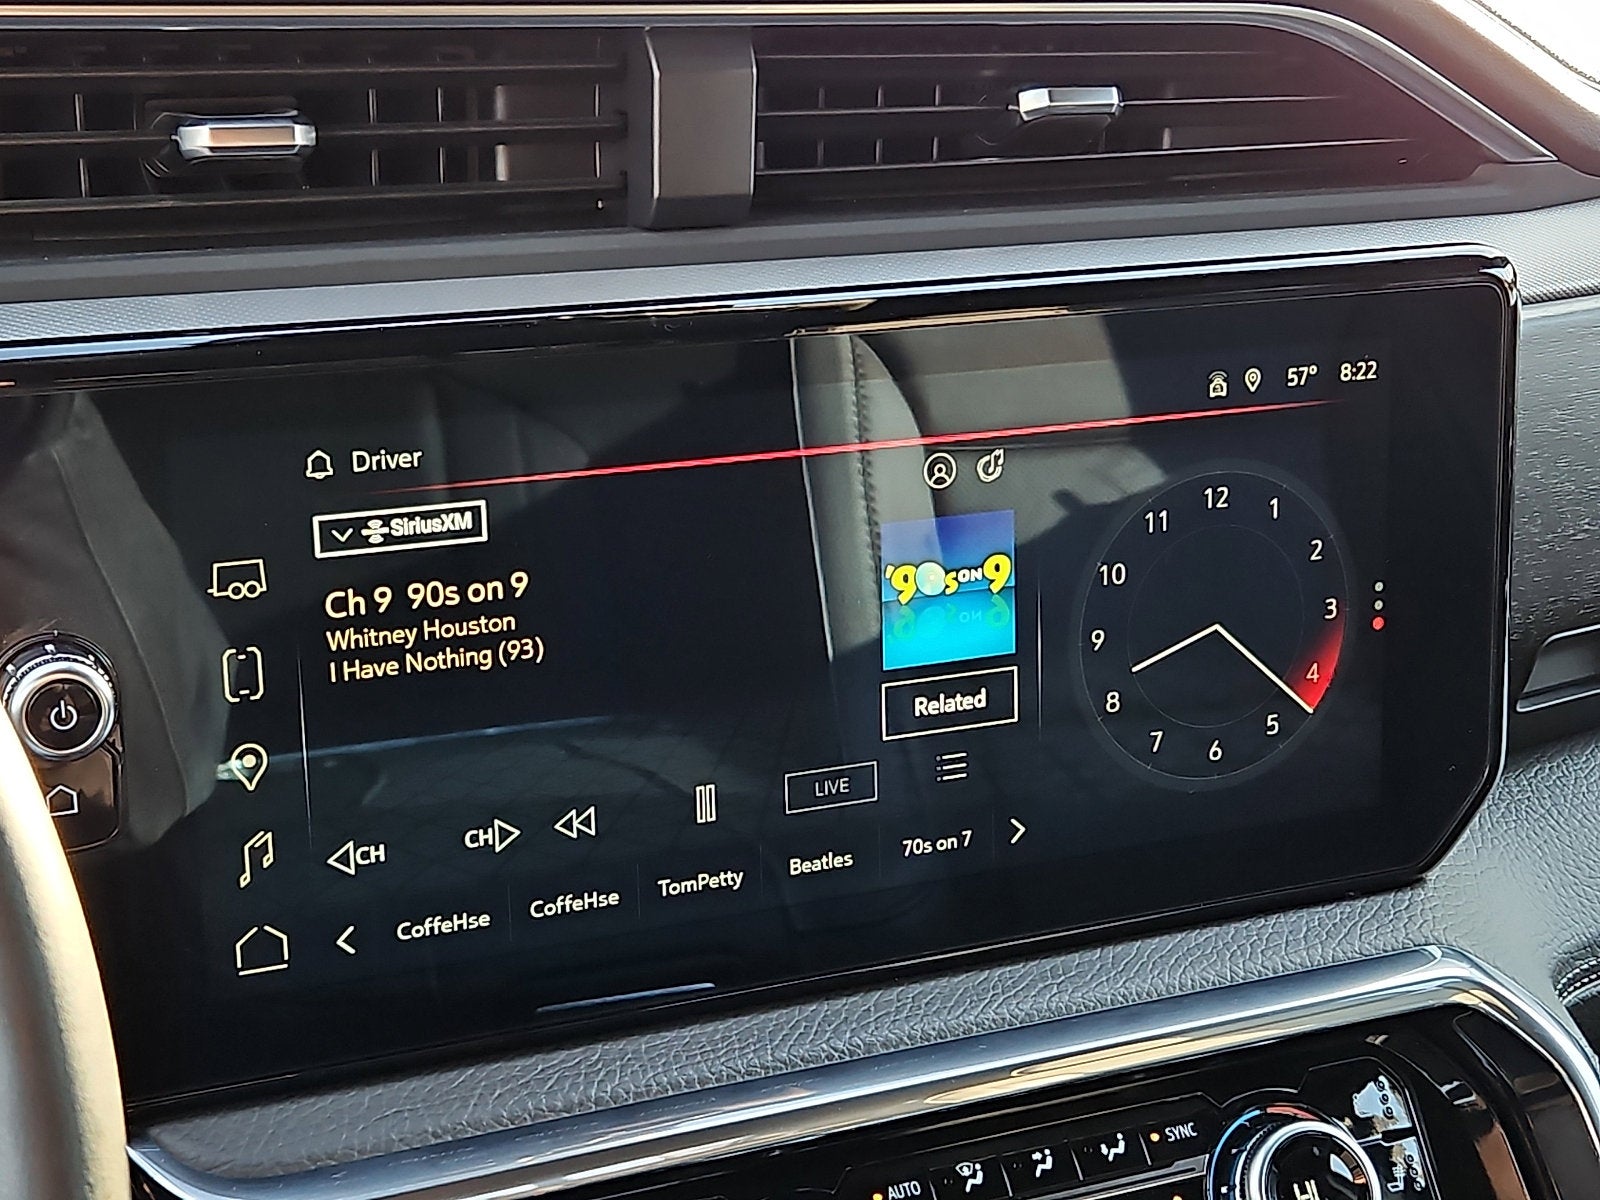 57° 8:22
Driver
SiriusXM
Ch 9 90s on 9
Whitney Houston
I Have Nothing (93)
'90s ON 9
Related
12
1
2
3
4
5
6
7
8
9
10
11
LIVE
CH
CH
CoffeHse
CoffeHse
TomPetty
Beatles
70s on 7
AUTO
SYNC
HI